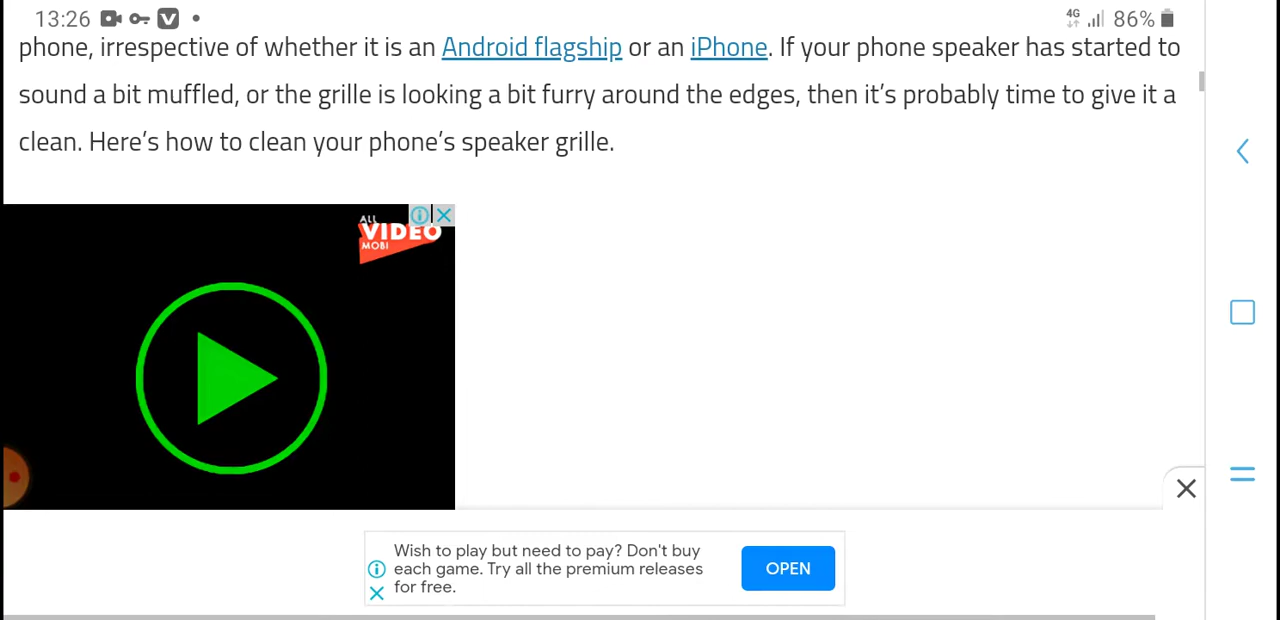 13:26
4G 86%
phone, irrespective of whether it is an Android flagship or an iPhone. If your phone speaker has started to
sound a bit muffled, or the grille is looking a bit furry around the edges, then it’s probably time to give it a
clean. Here’s how to clean your phone’s speaker grille.
ALL
VIDEO
MOBI
Wish to play but need to pay? Don't buy
each game. Try all the premium releases
for free.
OPEN